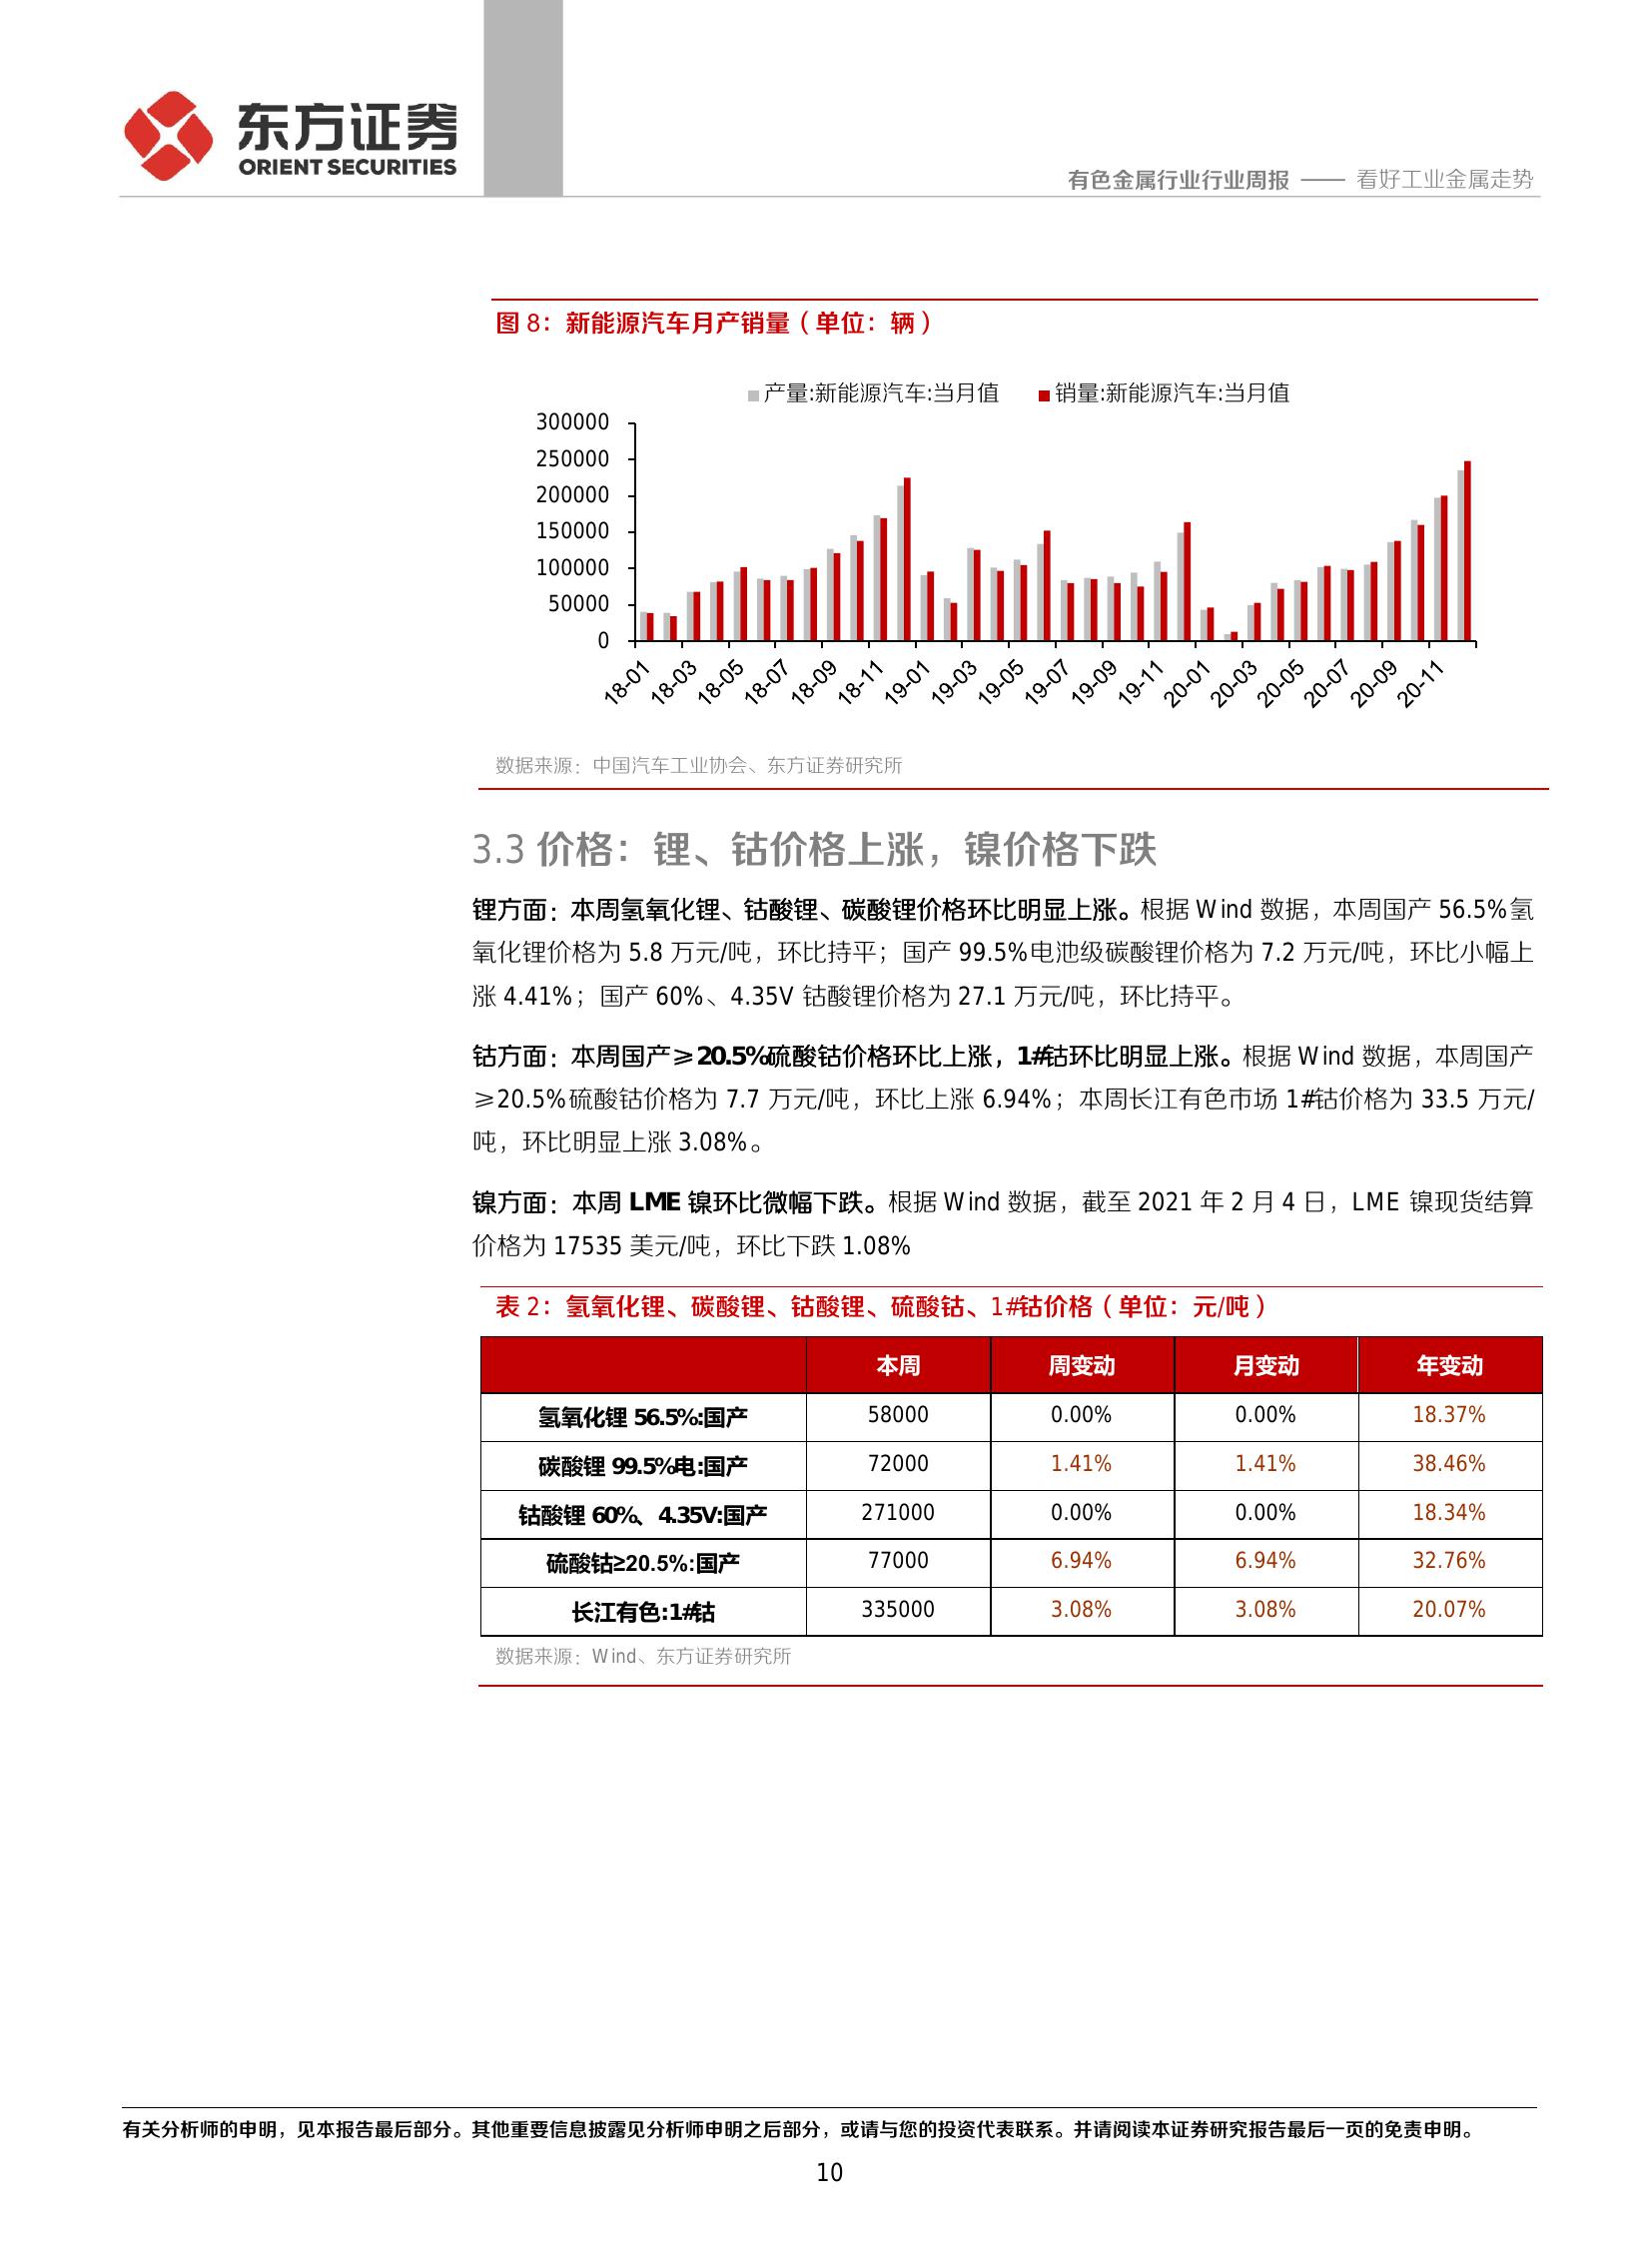 东方证券
ORIENT SECURITIES
有色金属行业行业周报 —— 看好工业金属走势
图 8：新能源汽车月产销量（单位：辆）
产量:新能源汽车:当月值 销量:新能源汽车:当月值
300000
250000
200000
150000
100000
50000
0
18-01 18-03 18-05 18-07 18-09 18-11 19-01 19-03 19-05 19-07 19-09 19-11 20-01 20-03 20-05 20-07 20-09 20-11
数据来源：中国汽车工业协会、东方证券研究所
3.3 价格：锂、钴价格上涨，镍价格下跌
锂方面：本周氢氧化锂、钴酸锂、碳酸锂价格环比明显上涨。根据 Wind 数据，本周国产 56.5%氢
氧化锂价格为 5.8 万元/吨，环比持平；国产 99.5%电池级碳酸锂价格为 7.2 万元/吨，环比小幅上
涨 4.41%；国产 60%、4.35V 钴酸锂价格为 27.1 万元/吨，环比持平。
钴方面：本周国产≥20.5%硫酸钴价格环比上涨，1#钴环比明显上涨。根据 Wind 数据，本周国产
≥20.5%硫酸钴价格为 7.7 万元/吨，环比上涨 6.94%；本周长江有色市场 1#钴价格为 33.5 万元/
吨，环比明显上涨 3.08%。
镍方面：本周 LME 镍环比微幅下跌。根据 Wind 数据，截至 2021 年 2 月 4 日，LME 镍现货结算
价格为 17535 美元/吨，环比下跌 1.08%
表 2：氢氧化锂、碳酸锂、钴酸锂、硫酸钴、1#钴价格（单位：元/吨）
本周 周变动 月变动 年变动
氢氧化锂 56.5%:国产 58000 0.00% 0.00% 18.37%
碳酸锂 99.5%电:国产 72000 1.41% 1.41% 38.46%
钴酸锂 60%、4.35V:国产 271000 0.00% 0.00% 18.34%
硫酸钴≥20.5%:国产 77000 6.94% 6.94% 32.76%
长江有色:1#钴 335000 3.08% 3.08% 20.07%
数据来源：Wind、东方证券研究所
有关分析师的申明，见本报告最后部分。其他重要信息披露见分析师申明之后部分，或请与您的投资代表联系。并请阅读本证券研究报告最后一页的免责申明。
10